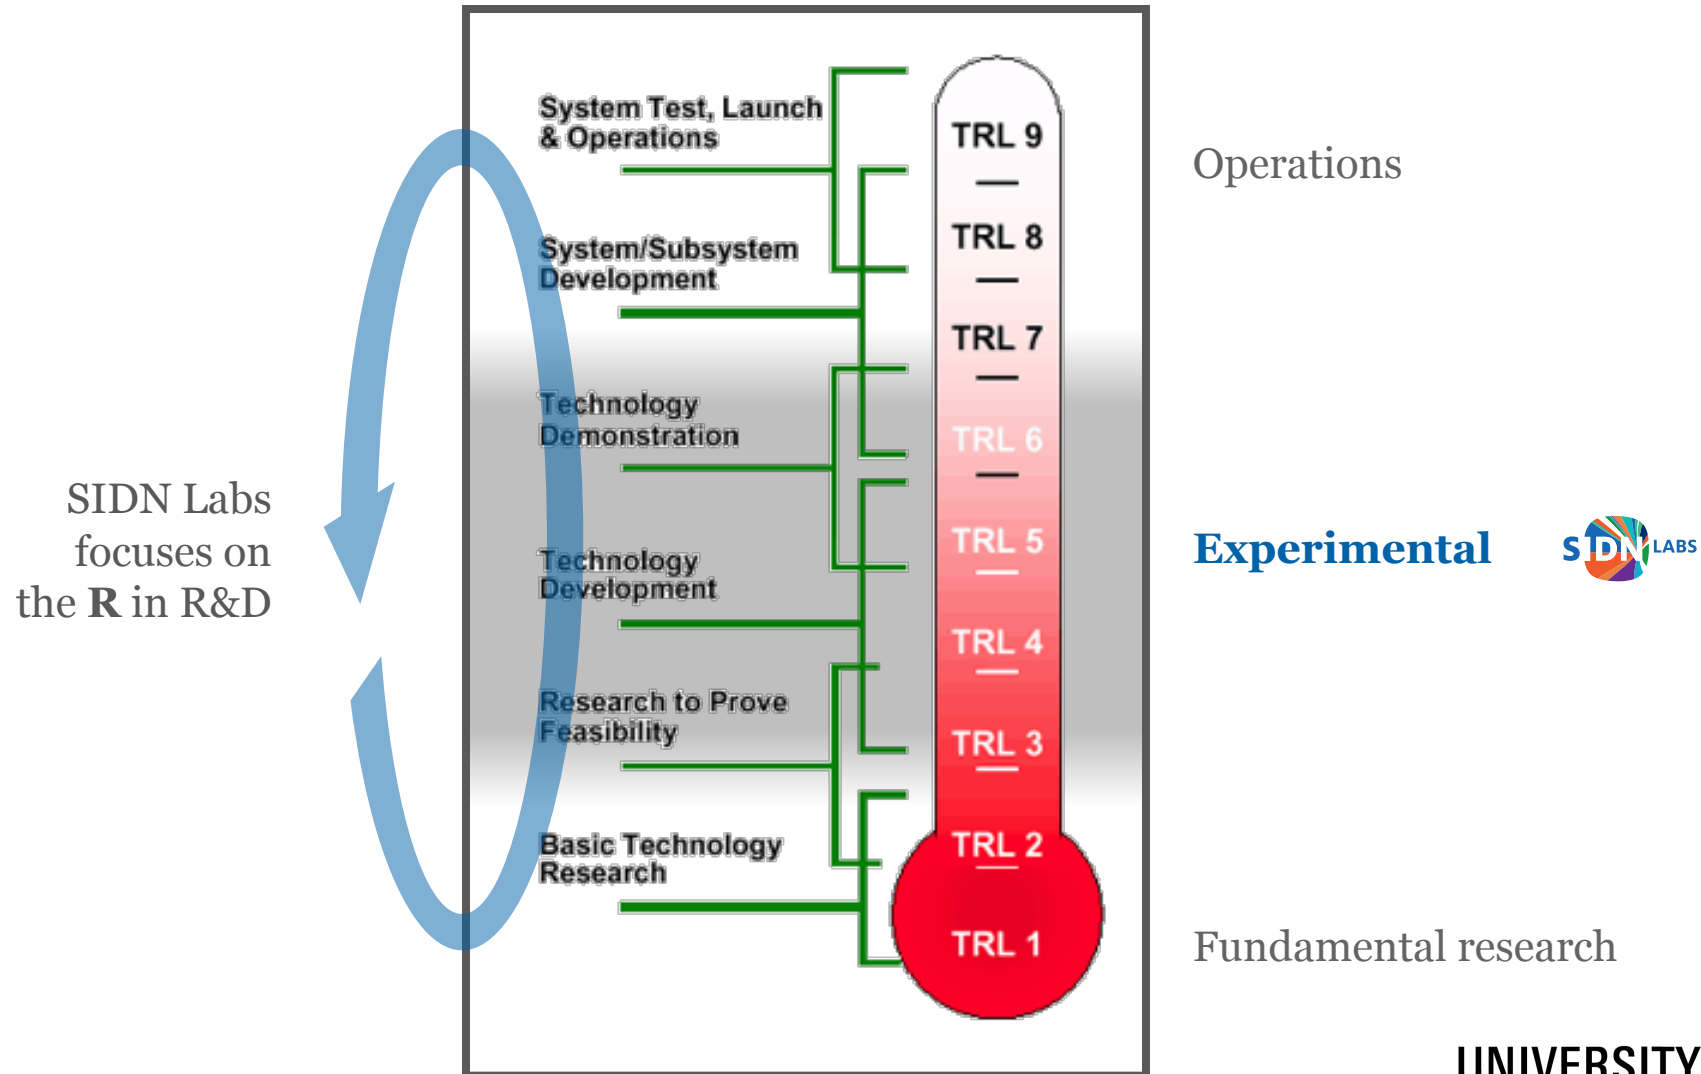 SIDN Labs
focuses on
the R in R&D
System Test, Launch
& Operations
System/Subsystem
Development
Technology
Demonstration
Technology
Development
Research to Prove
Feasibility
Basic Technology
Research
TRL 9
TRL 8
TRL 7
TRL 6
TRL 5
TRL 4
TRL 3
TRL 2
TRL 1
Operations
Experimental
SIDN LABS
Fundamental research
UNIVERSITY